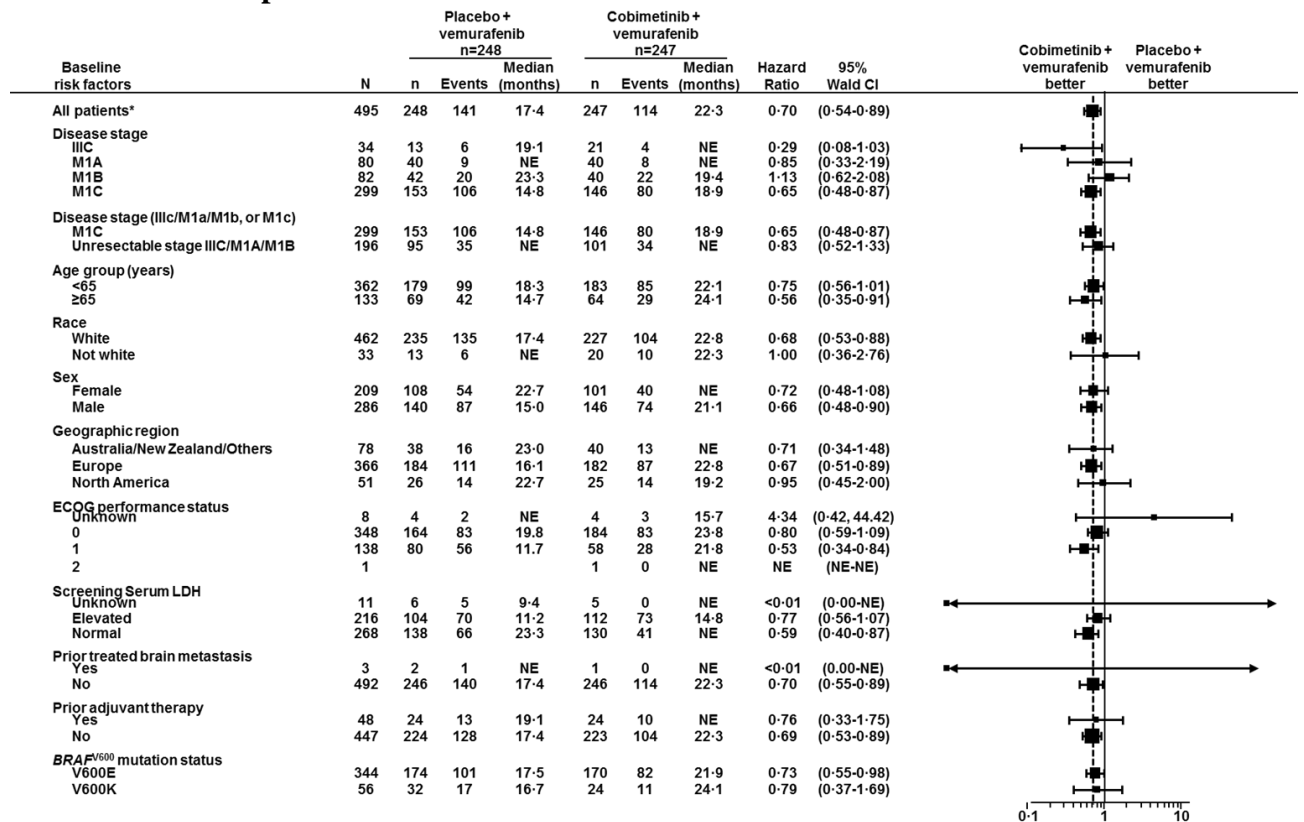 Placebo + Cobimetinib +
vemurafenib vemurafenib
n=248 n=247 Cobimetinib + Placebo +
Baseline Median Median Hazard 95% vemurafenib vemurafenib
risk factors N n Events (months) n Events (months) Ratio Wald CI better better
All patients* 495 248 141 17·4 247 114 22·3 0·70 (0·54-0·89)
Disease stage
IIIC 34 13 6 19·1 21 4 NE 0·29 (0·08-1·03)
M1A 80 40 9 NE 40 8 NE 0·85 (0·33-2·19)
M1B 82 42 20 23·3 40 22 19·4 1·13 (0·62-2·08)
M1C 299 153 106 14·8 146 80 18·9 0·65 (0·48-0·87)
Disease stage (IIIc/M1a/M1b, or M1c)
M1C 299 153 106 14·8 146 80 18·9 0·65 (0·48-0·87)
Unresectable stage IIIC/M1A/M1B 196 95 35 NE 101 34 NE 0·83 (0·52-1·33)
Age group (years)
<65 362 179 99 18·3 183 85 22·1 0·75 (0·56-1·01)
≥65 133 69 42 14·7 64 29 24·1 0·56 (0·35-0·91)
Race
White 462 235 135 17·4 227 104 22·8 0·68 (0·53-0·88)
Not white 33 13 6 NE 20 10 22·3 1·00 (0·36-2·76)
Sex
Female 209 108 54 22·7 101 40 NE 0·72 (0·48-1·08)
Male 286 140 87 15·0 146 74 21·1 0·66 (0·48-0·90)
Geographic region
Australia/New Zealand/Others 78 38 16 23·0 40 13 NE 0·71 (0·34-1·48)
Europe 366 184 111 16·1 182 87 22·8 0·67 (0·51-0·89)
North America 51 26 14 22·7 25 14 19·2 0·95 (0·45-2·00)
ECOG performance status
Unknown 8 4 2 NE 4 3 15·7 4·34 (0·42, 44.42)
0 348 164 83 19.8 184 83 23·8 0·80 (0·59-1·09)
1 138 80 56 11.7 58 28 21·8 0·53 (0·34-0·84)
2 1 1 0 NE NE (NE-NE)
Screening Serum LDH
Unknown 11 6 5 9·4 5 0 NE <0·01 (0·00-NE)
Elevated 216 104 70 11·2 112 73 14·8 0·77 (0·56-1·07)
Normal 268 138 66 23·3 130 41 NE 0·59 (0·40-0·87)
Prior treated brain metastasis
Yes 3 2 1 NE 1 0 NE <0·01 (0.00-NE)
No 492 246 140 17·4 246 114 22·3 0·70 (0·55-0·89)
Prior adjuvant therapy
Yes 48 24 13 19·1 24 10 NE 0·76 (0·33-1·75)
No 447 224 128 17·4 223 104 22·3 0·69 (0·53-0·89)
BRAFV600 mutation status
V600E 344 174 101 17·5 170 82 21·9 0·73 (0·55-0·98)
V600K 56 32 17 16·7 24 11 24·1 0·79 (0·37-1·69)
0·1 1 10